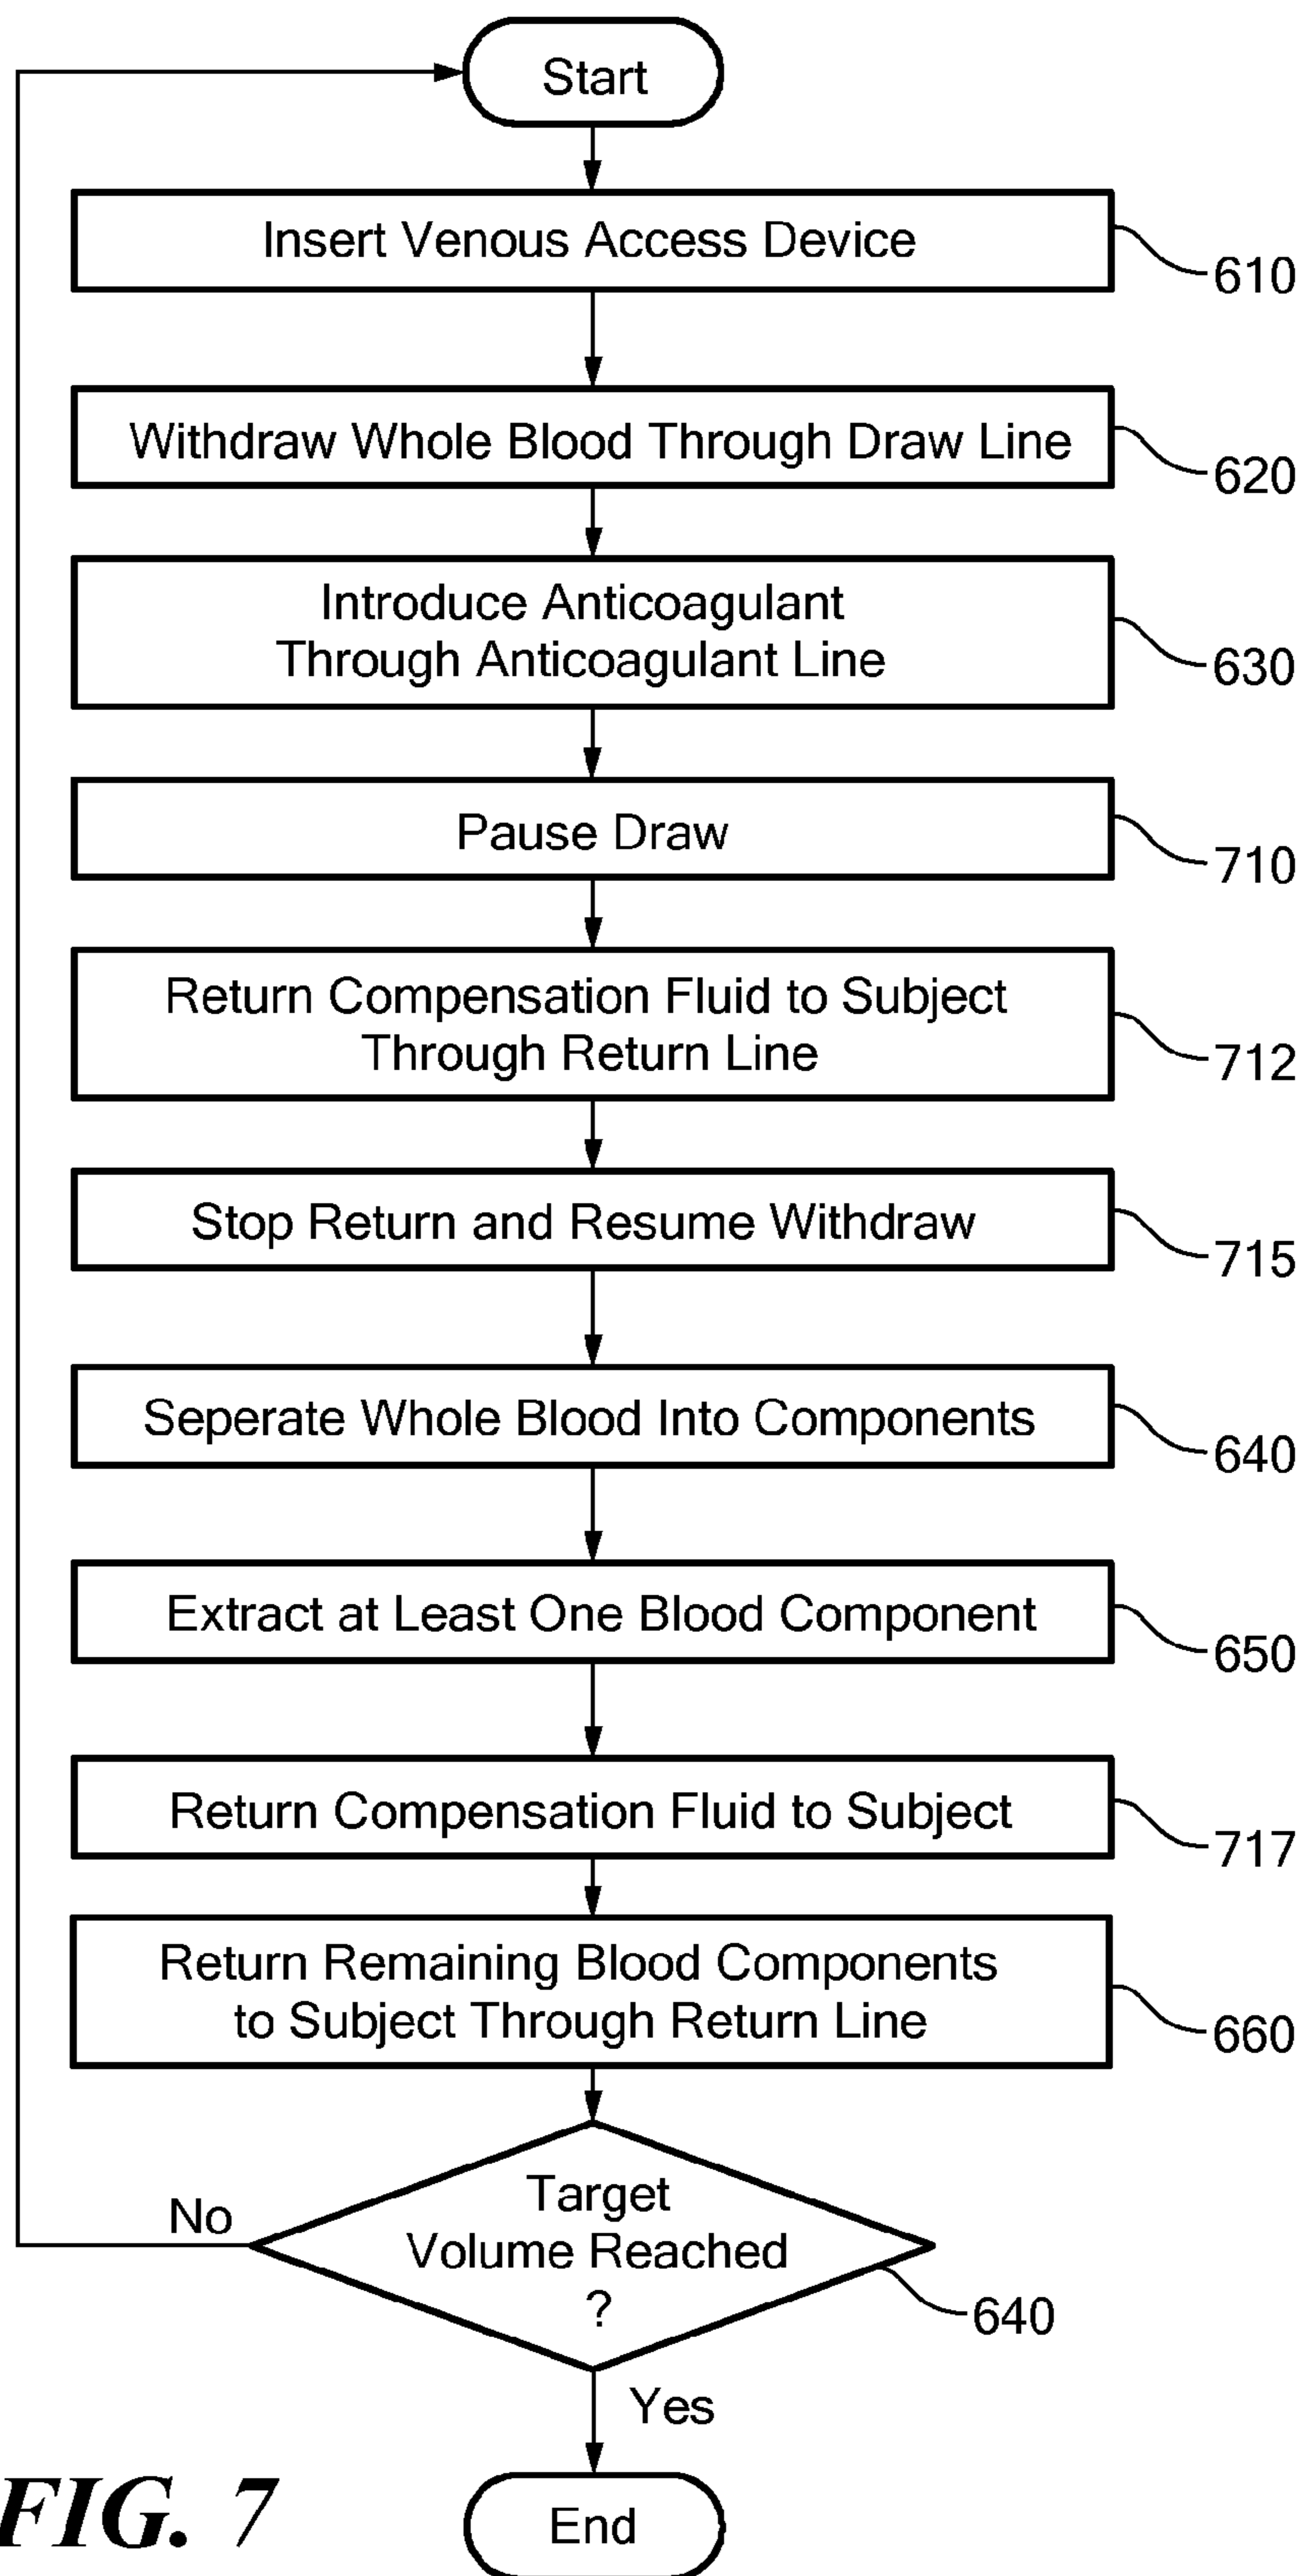 Start
Insert Venous Access Device
610
Withdraw Whole Blood Through Draw Line
620
Introduce Anticoagulant
Through Anticoagulant Line
630
Pause Draw
710
Return Compensation Fluid to Subject
Through Return Line
712
Stop Return and Resume Withdraw
715
Seperate Whole Blood Into Components
640
Extract at Least One Blood Component
650
Return Compensation Fluid to Subject
717
Return Remaining Blood Components
to Subject Through Return Line
660
Target
Volume Reached
?
640
No
Yes
End
FIG. 7